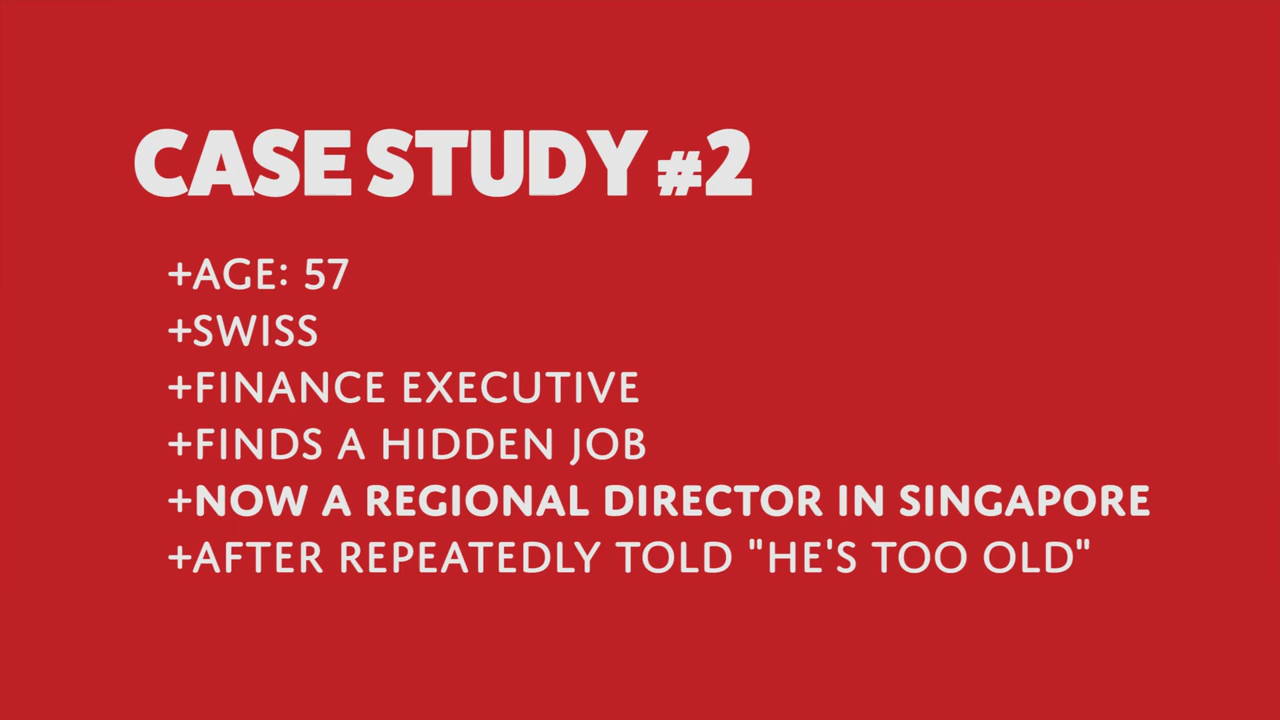 CASE STUDY #2
+AGE: 57
+SWISS
+FINANCE EXECUTIVE
+FINDS A HIDDEN JOB
+NOW A REGIONAL DIRECTOR IN SINGAPORE
+AFTER REPEATEDLY TOLD "HE'S TOO OLD"